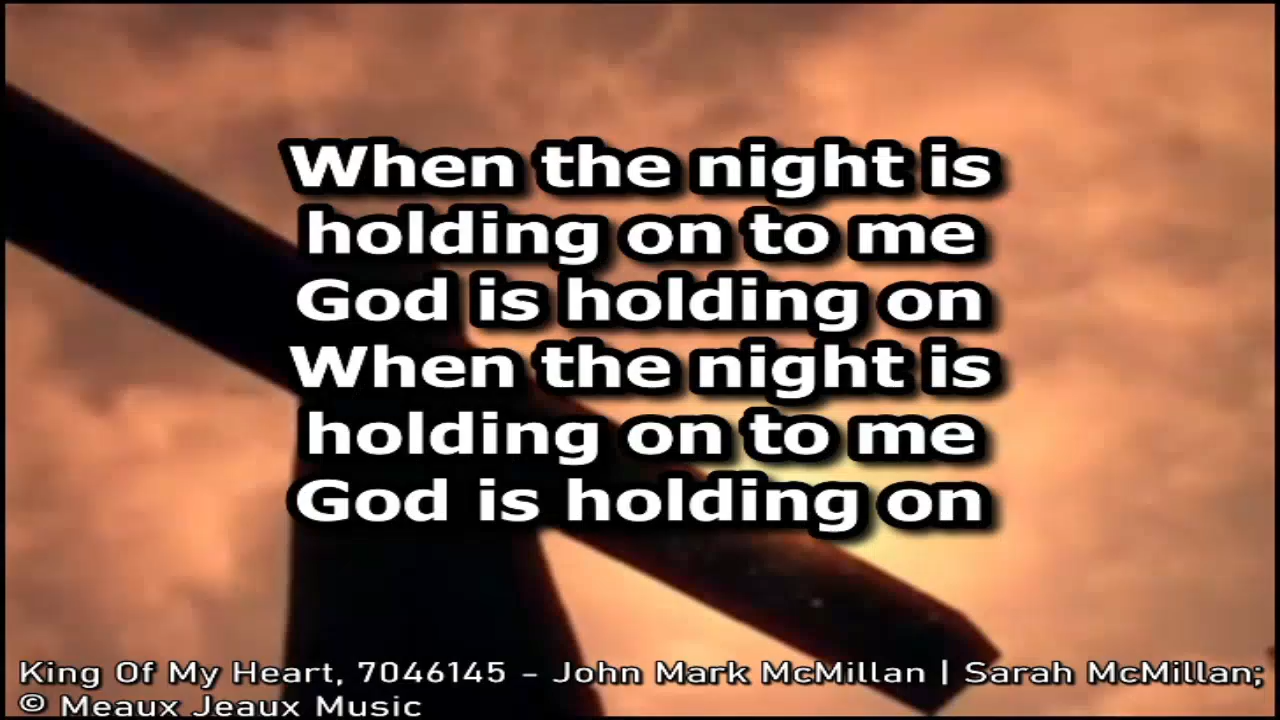 When the night is
holding on to me
God is holding on
When the night is
holding on to me
God is holding on
King Of My Heart, 7046145 - John Mark McMillan | Sarah McMillan;
© Meaux Jeaux Music